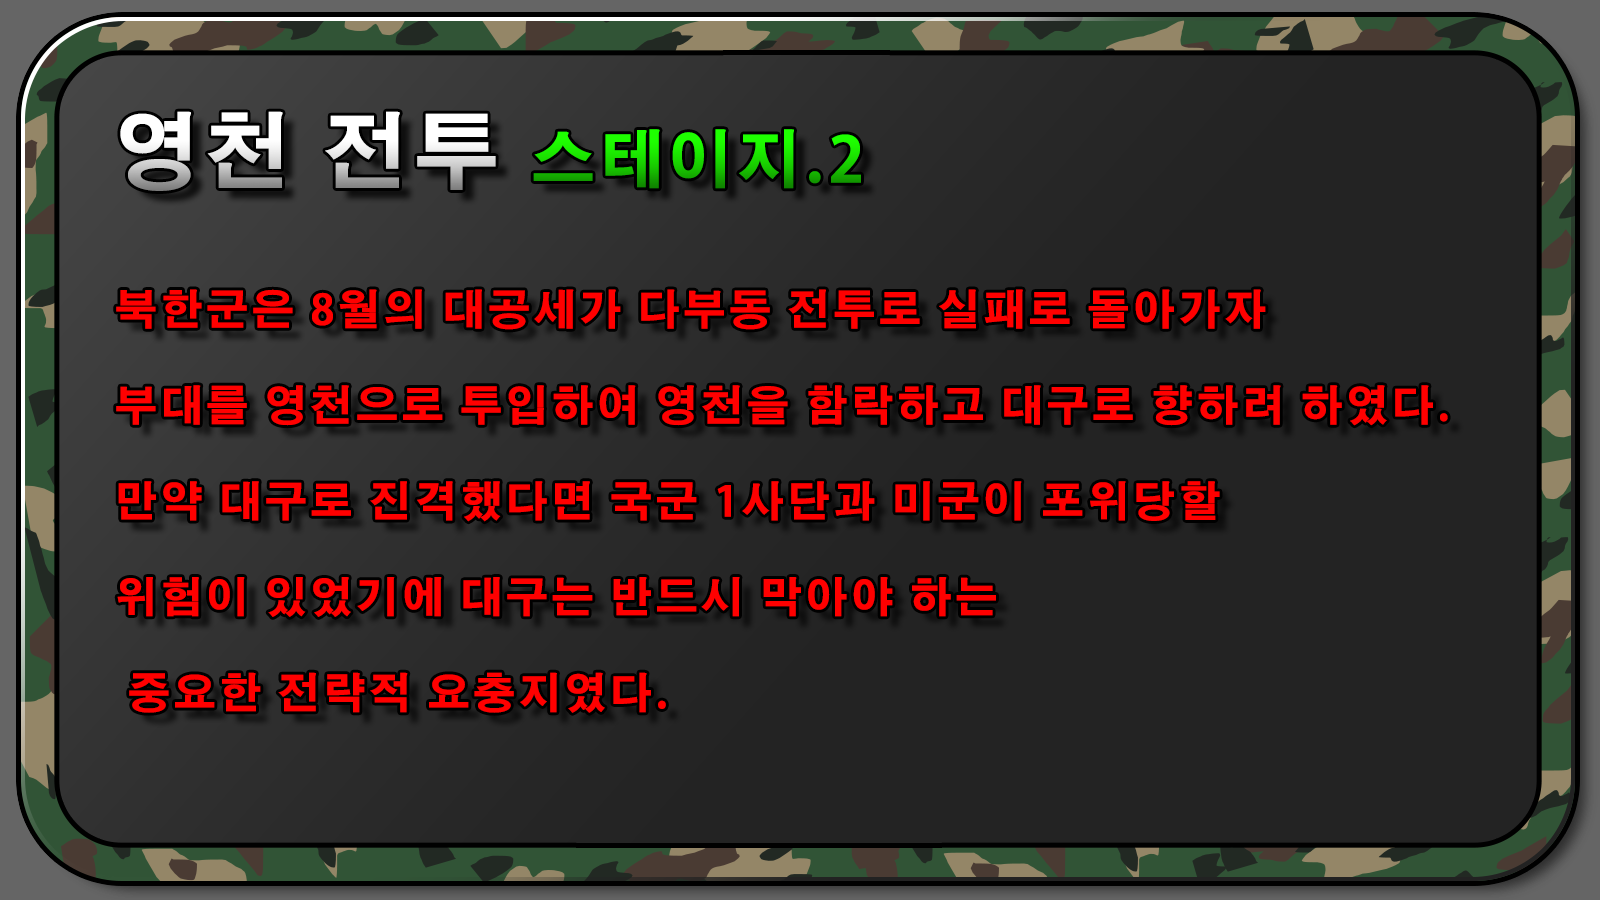 영천 전투 스테이지.2
북한군은 8월의 대공세가 다부동 전투로 실패로 돌아가자
부대를 영천으로 투입하여 영천을 함락하고 대구로 향하려 하였다.
만약 대구로 진격했다면 국군 1사단과 미군이 포위당할
위험이 있었기에 대구는 반드시 막아야 하는
중요한 전략적 요충지였다.